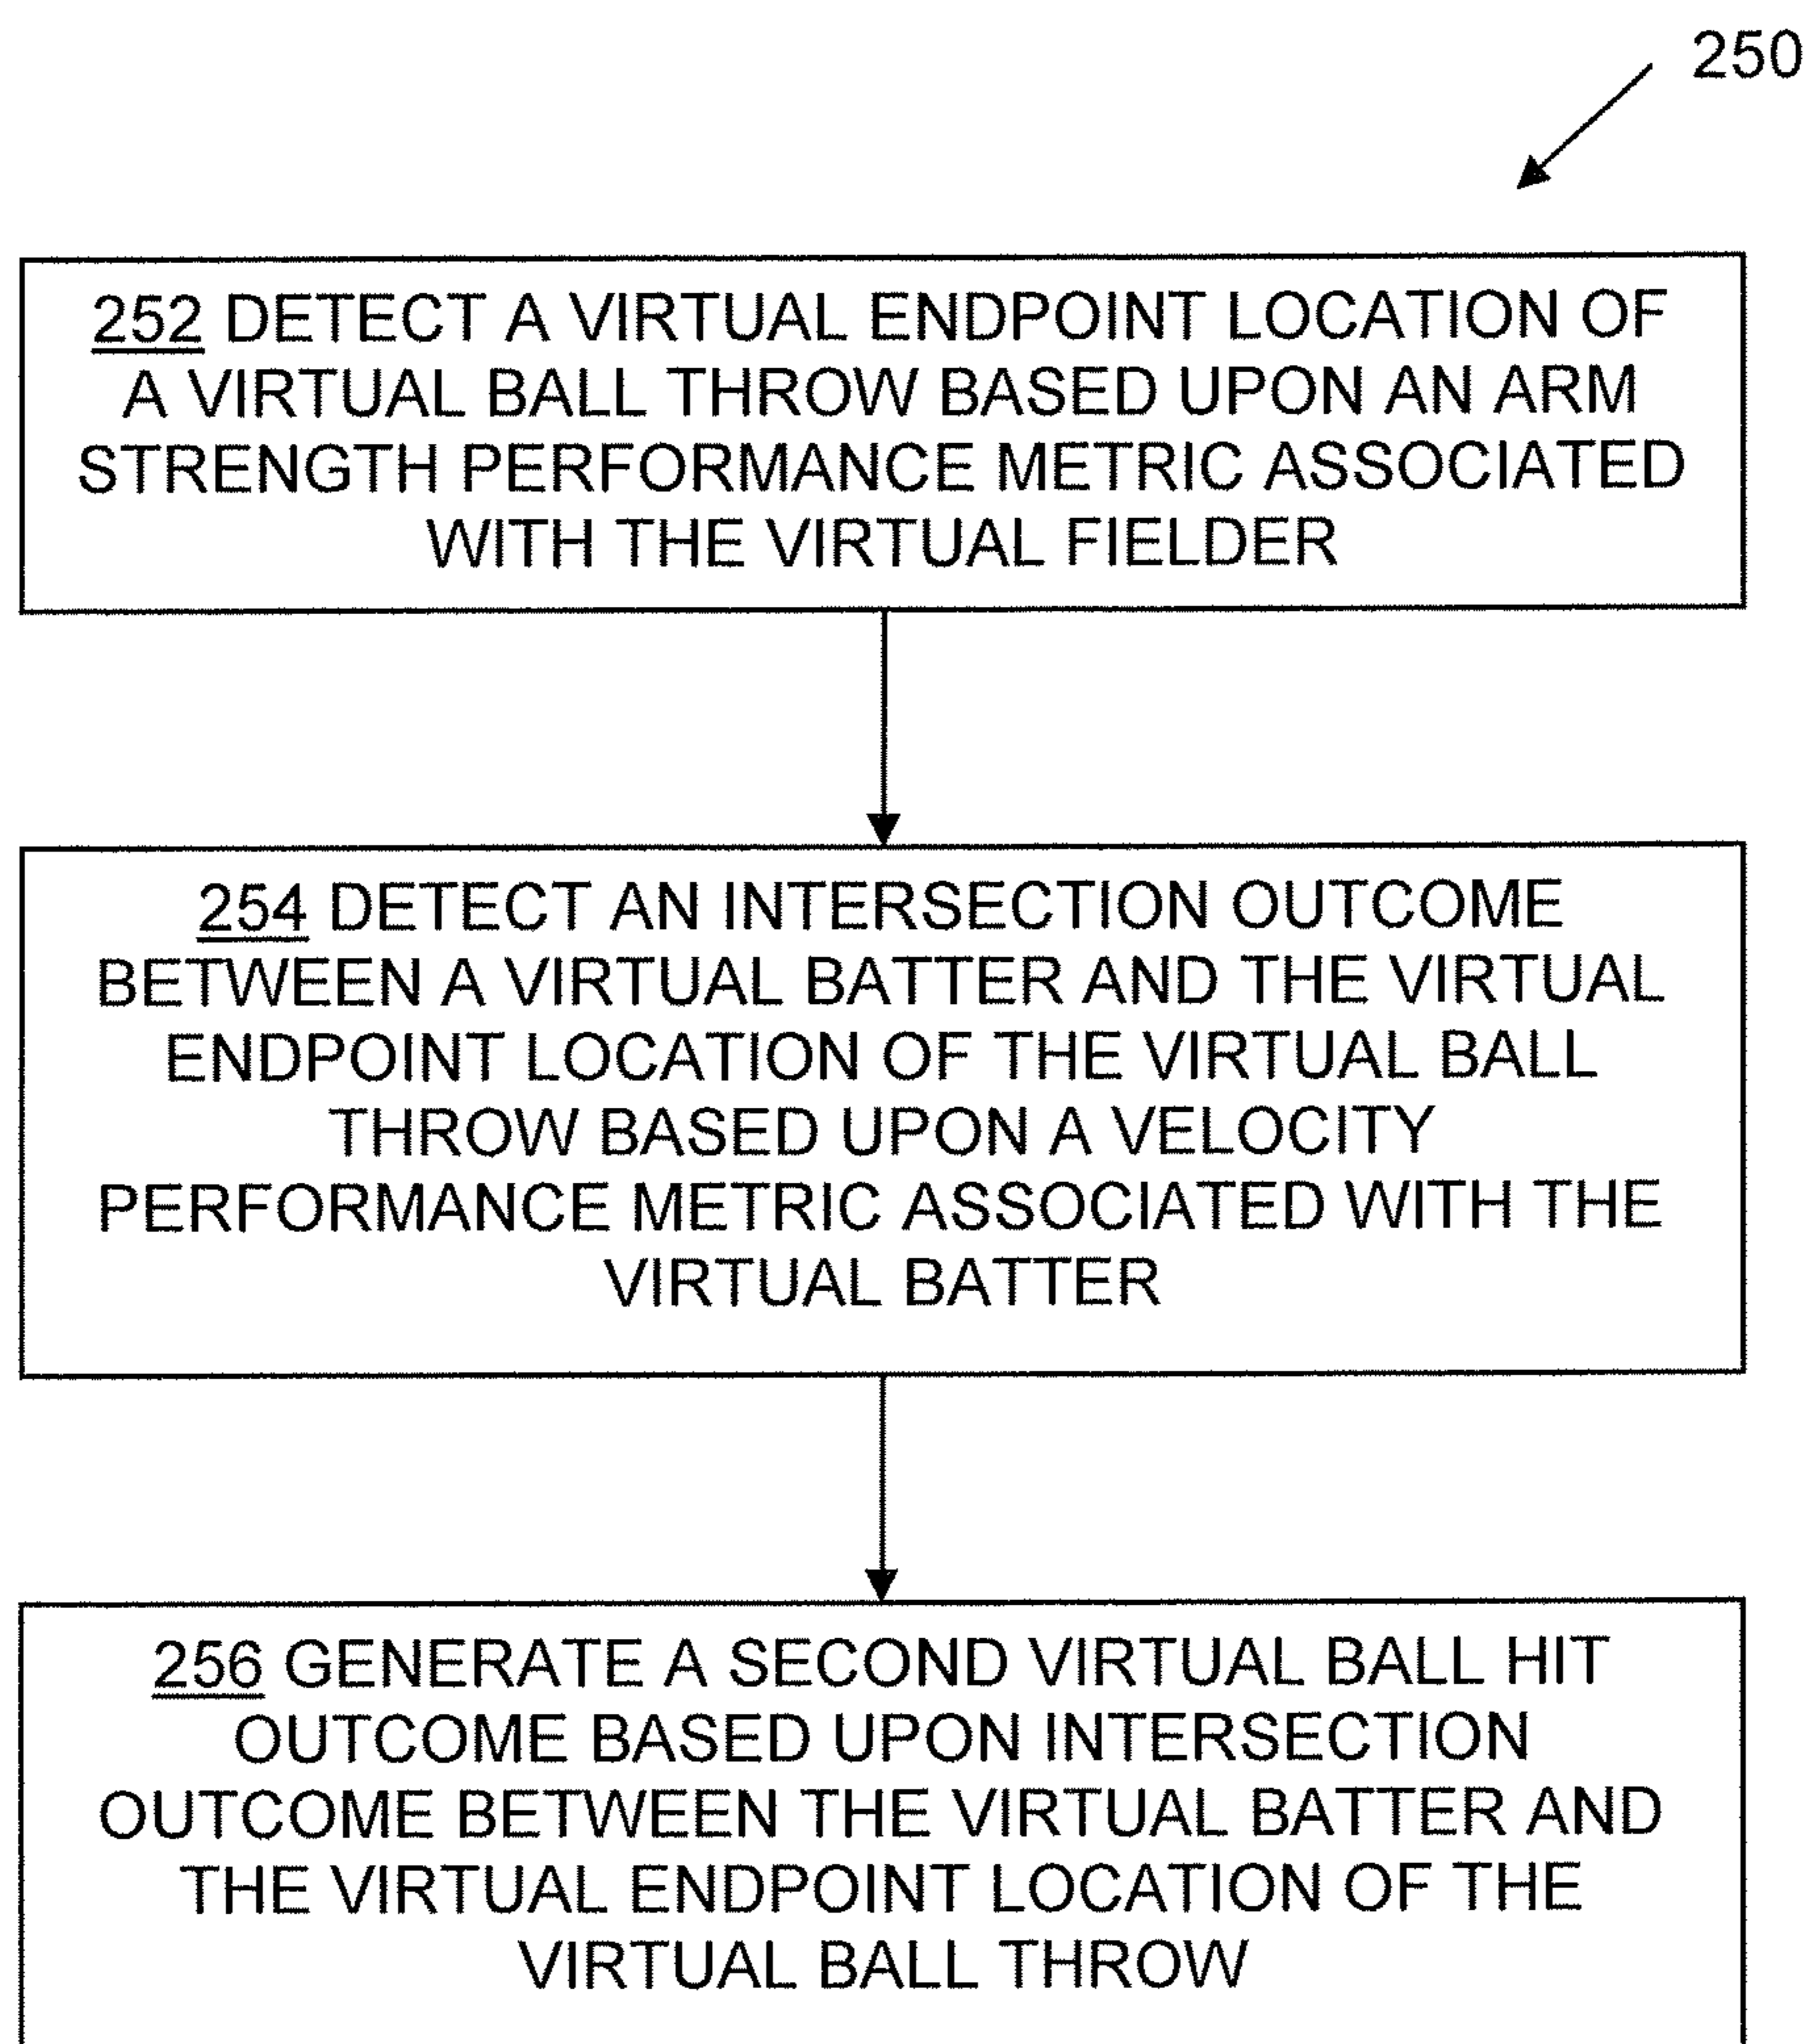 250
252 DETECT A VIRTUAL ENDPOINT LOCATION OF
A VIRTUAL BALL THROW BASED UPON AN ARM
STRENGTH PERFORMANCE METRIC ASSOCIATED
WITH THE VIRTUAL FIELDER
254 DETECT AN INTERSECTION OUTCOME
BETWEEN A VIRTUAL BATTER AND THE VIRTUAL
ENDPOINT LOCATION OF THE VIRTUAL BALL
THROW BASED UPON A VELOCITY
PERFORMANCE METRIC ASSOCIATED WITH THE
VIRTUAL BATTER
256 GENERATE A SECOND VIRTUAL BALL HIT
OUTCOME BASED UPON INTERSECTION
OUTCOME BETWEEN THE VIRTUAL BATTER AND
THE VIRTUAL ENDPOINT LOCATION OF THE
VIRTUAL BALL THROW